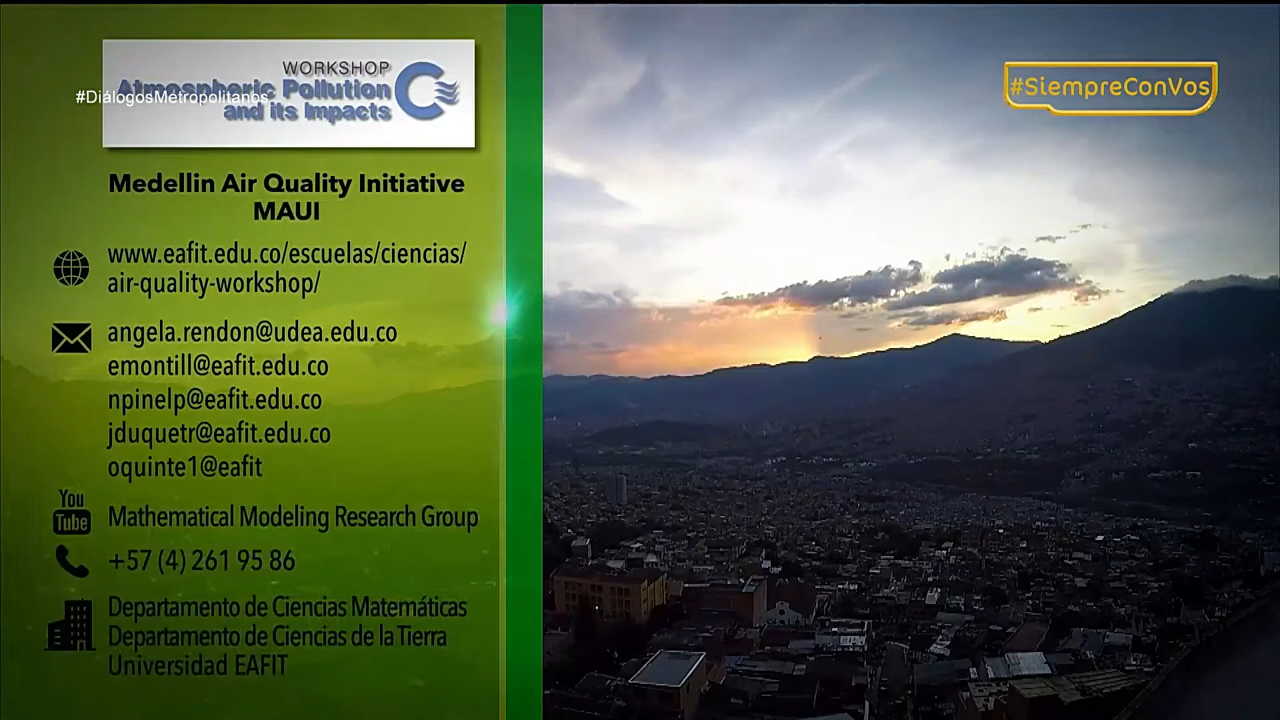 WORKSHOP
Atmospheric Pollution
#DiálogosMetropolitanos
and its Impacts
#SiempreConVos
Medellin Air Quality Initiative
MAUI
www.eafit.edu.co/escuelas/ciencias/
air-quality-workshop/
angela.rendon@udea.edu.co
emontill@eafit.edu.co
npinelp@eafit.edu.co
jduquetr@eafit.edu.co
oquinte1@eafit
You
Tube
Mathematical Modeling Research Group
+57 (4) 261 95 86
Departamento de Ciencias Matemáticas
Departamento de Ciencias de la Tierra
Universidad EAFIT